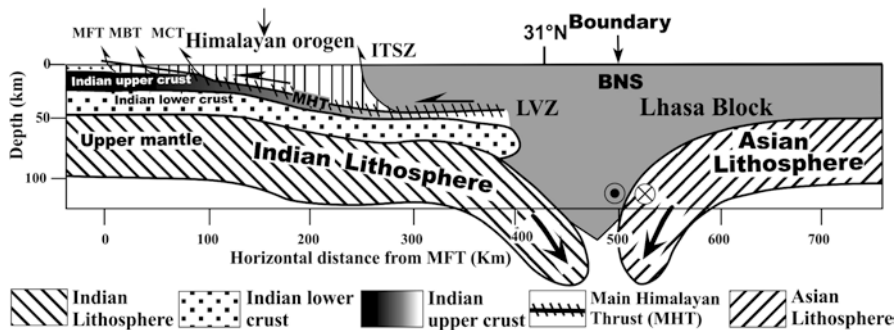 31°N
Boundary
MFT MBT MCT
Himalayan orogen
ITSZ
0
Indian upper crust
BNS
Indian lower crust
MHT
LVZ
Lhasa Block
50
Depth (km)
Upper mantle
Indian Lithosphere
Asian
Lithosphere
100
0 100 200 300 400 500 600 700
Horizontal distance from MFT (Km)
Indian
Lithosphere
Indian lower
crust
Indian
upper crust
Main Himalayan
Thrust (MHT)
Asian
Lithosphere